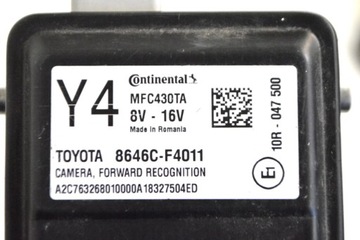 Continental
Y4
MFC430TA
8V - 16V
Made in Romania
TOYOTA 8646C-F4011
CAMERA, FORWARD RECOGNITION
A2C763268010000A18327504ED
E1
10R - 047 500